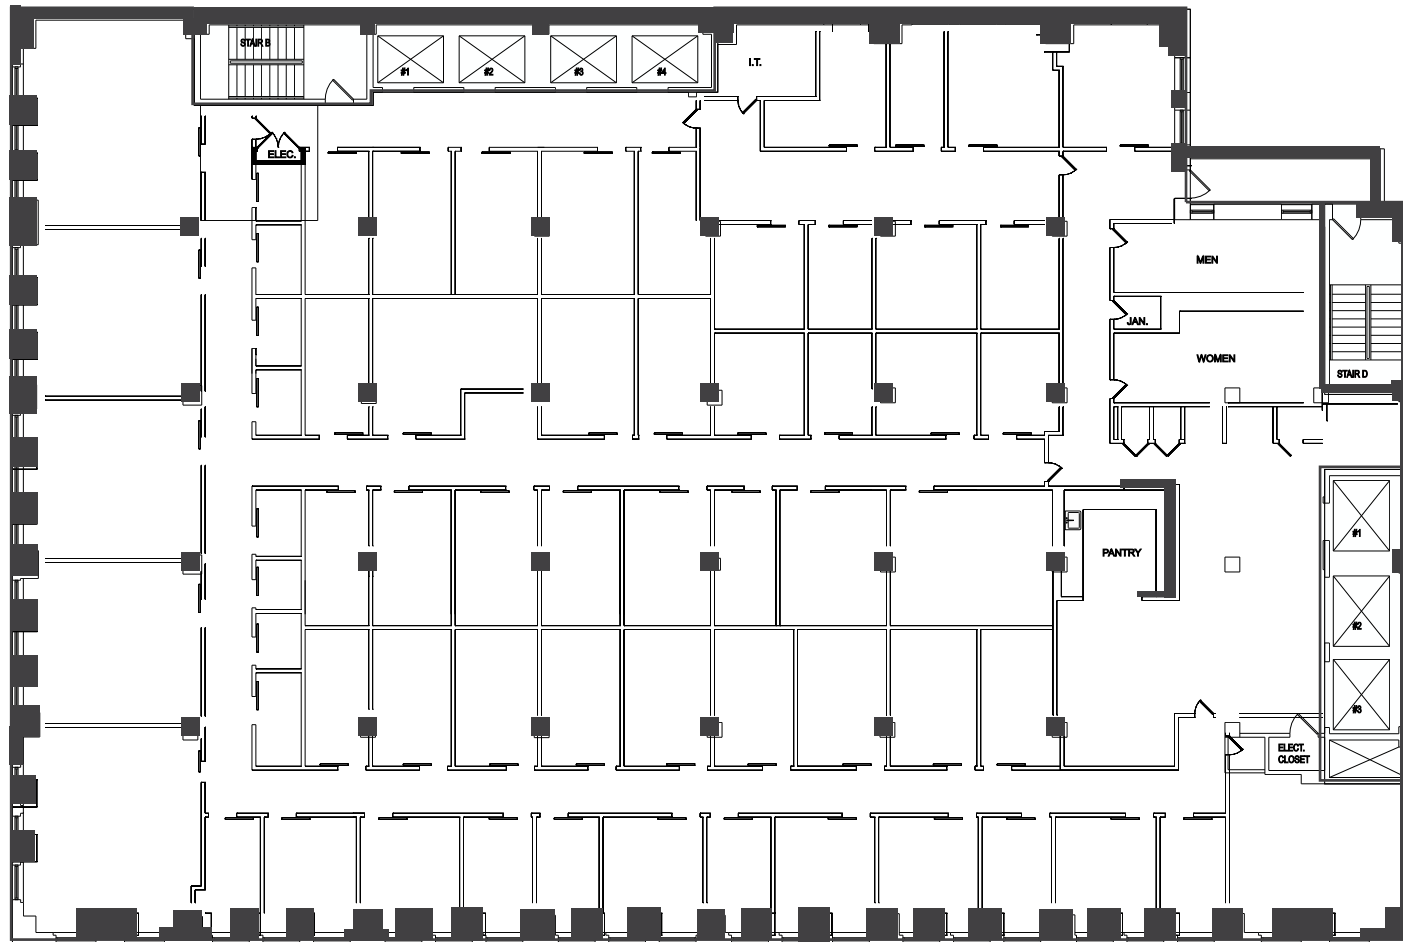 STAIR B
#1
#2
#3
#4
I.T.
ELEC.
MEN
JAN.
WOMEN
STAIR D
#1
PANTRY
#2
#3
ELECT.
CLOSET